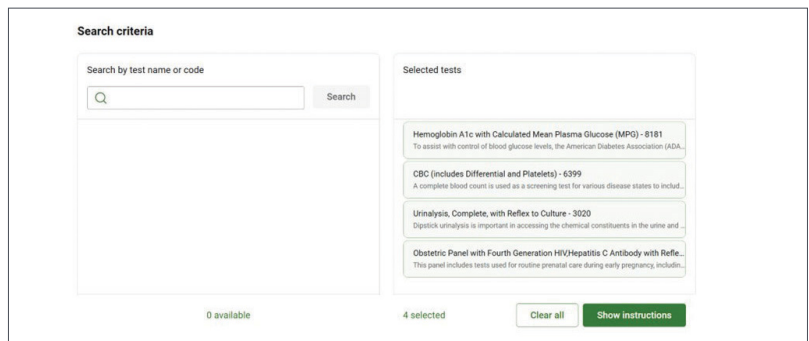 Search criteria
Search by test name or code
Search
Selected tests
Hemoglobin A1c with Calculated Mean Plasma Glucose (MPG) - 8181
To assist with control of blood glucose levels, the American Diabetes Association (ADA...
CBC (includes Differential and Platelets) - 6399
A complete blood count is used as a screening test for various disease states to includ...
Urinalysis, Complete, with Reflex to Culture - 3020
Dipstick urinalysis is important in accessing the chemical constituents in the urine and ...
Obstetric Panel with Fourth Generation HIV,Hepatitis C Antibody with Refle...
This panel includes tests used for routine prenatal care during early pregnancy, includin...
0 available
4 selected
Clear all
Show instructions